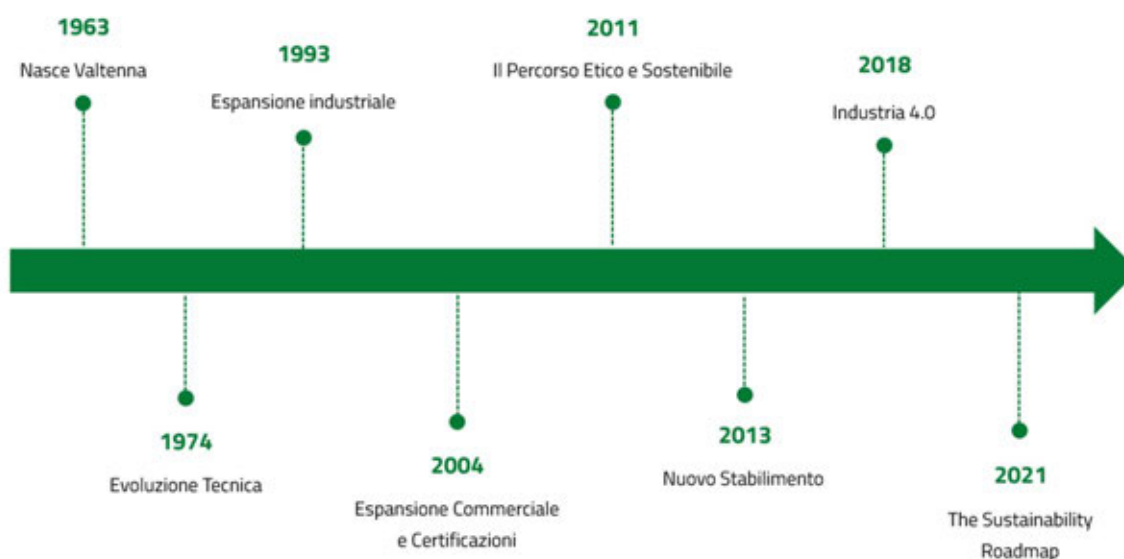 1963
Nasce Valtenna
1993
Espansione industriale
2011
Il Percorso Etico e Sostenibile
2018
Industria 4.0
1974
Evoluzione Tecnica
2004
Espansione Commerciale
e Certificazioni
2013
Nuovo Stabilimento
2021
The Sustainability
Roadmap